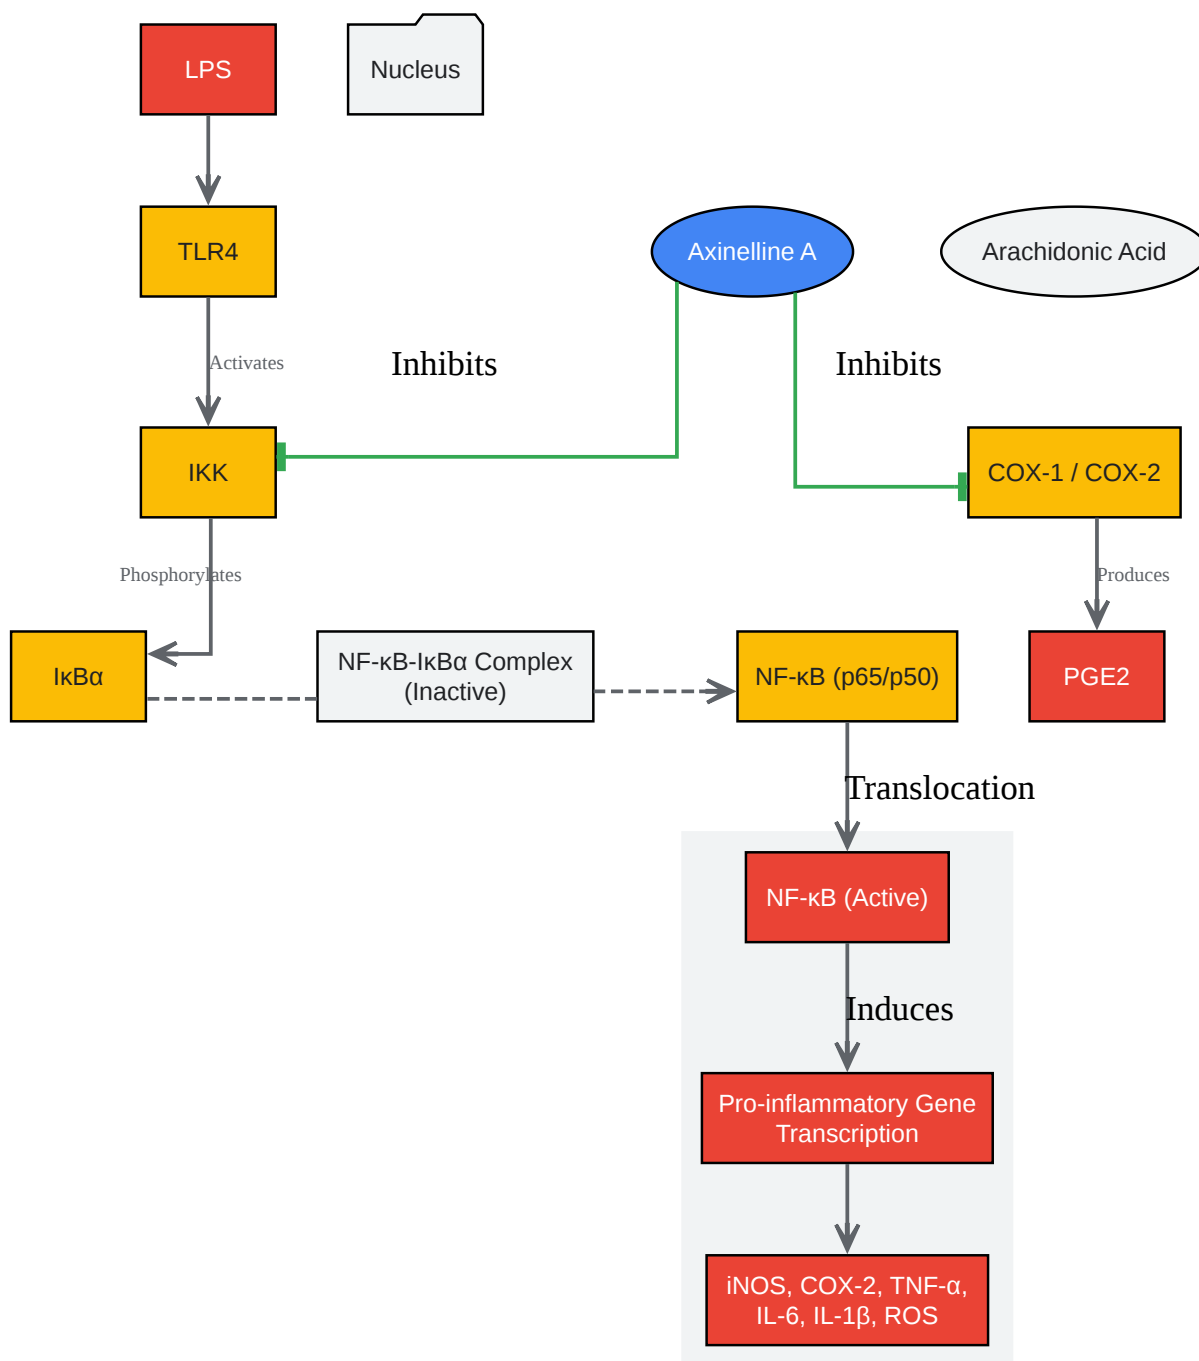 LPS
Nucleus
TLR4
Axinelline A
Arachidonic Acid
Activates
Inhibits
Inhibits
IKK
COX-1 / COX-2
Phosphorylates
Produces
IκBα
NF-κB-IκBα Complex
(Inactive)
NF-κB (p65/p50)
PGE2
Translocation
NF-κB (Active)
Induces
Pro-inflammatory Gene
Transcription
iNOS, COX-2, TNF-α,
IL-6, IL-1β, ROS